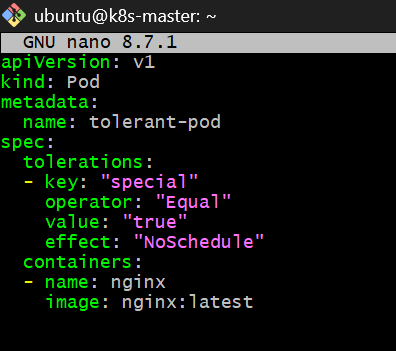 ubuntu@k8s-master: ~
GNU nano 8.7.1
apiVersion: v1
kind: Pod
metadata:
  name: tolerant-pod
spec:
  tolerations:
  - key: "special"
    operator: "Equal"
    value: "true"
    effect: "NoSchedule"
  containers:
  - name: nginx
    image: nginx:latest